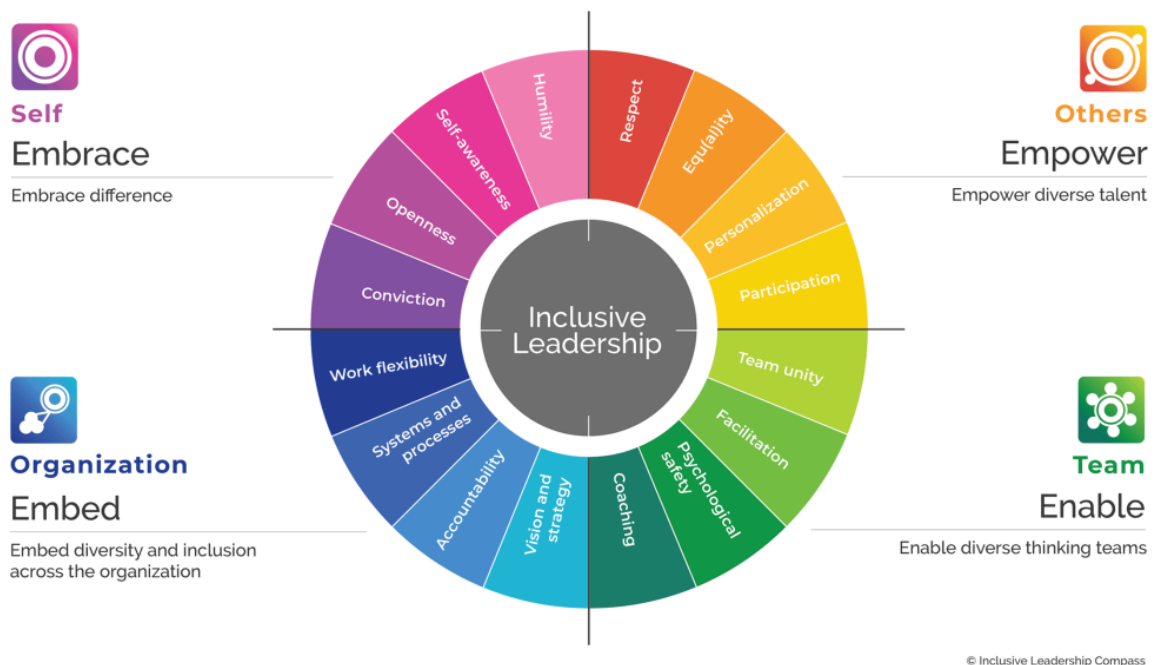 Self
Embrace
Embrace difference
Others
Empower
Empower diverse talent
Humility
Respect
Self-awareness
Equ(al)ity
Openness
Personalization
Conviction
Participation
Inclusive
Leadership
Work flexibility
Team unity
Systems and
processes
Facilitation
Accountability
Psychological
safety
Vision and
strategy
Coaching
Organization
Embed
Embed diversity and inclusion
across the organization
Team
Enable
Enable diverse thinking teams
© Inclusive Leadership Compass